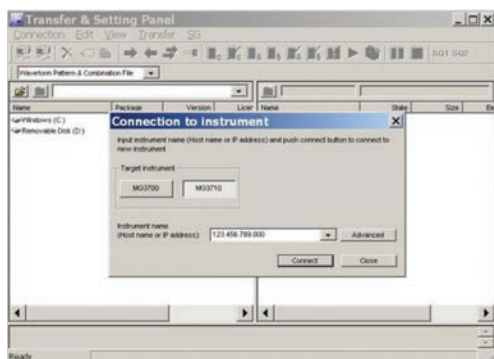 Transfer & Setting Panel
Connection Edit View Transfer SG
SG1 SG2
Waveform Pattern & Combination File
Name Package Version Licer Name State Size
Windows (C:)
Removable Disk (D:)
Connection to instrument
Input instrument name (Host name or IP address) and push connect button to connect to
new instrument
Target instrument
MG3700 MG3710
Instrument name
(Host name or IP address): 123.456.789.000 Advanced
Connect Close
Ready